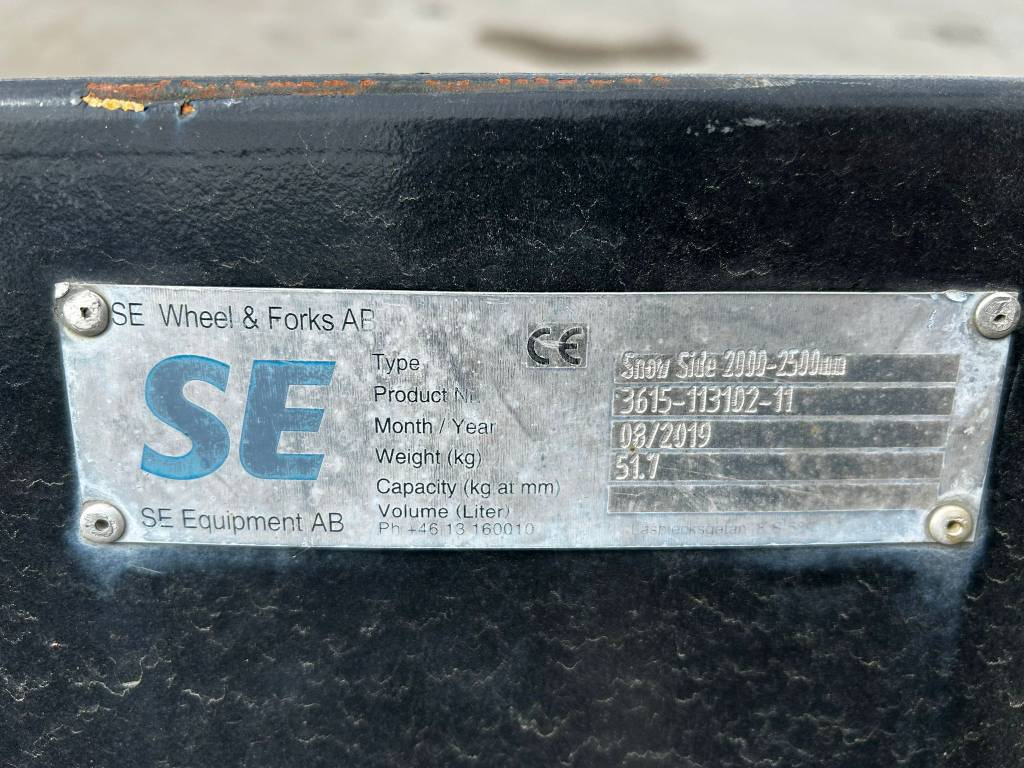 SE Wheel & Forks AB
SE
CE
Type Snow Side 2000-2500mm
Product Nr. 3615-113102-11
Month / Year 08/2019
Weight (kg) 51.7
Capacity (kg at mm)
Volume (Liter)
SE Equipment AB
Ph +46 13 160010